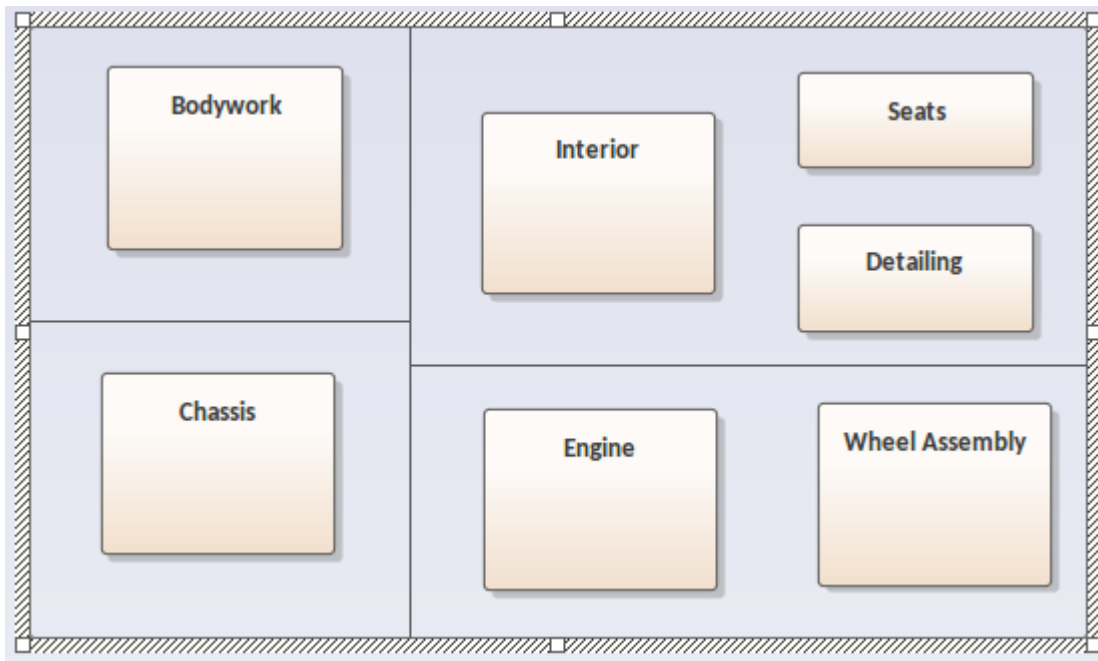 Bodywork
Interior
Seats
Detailing
Chassis
Engine
Wheel Assembly